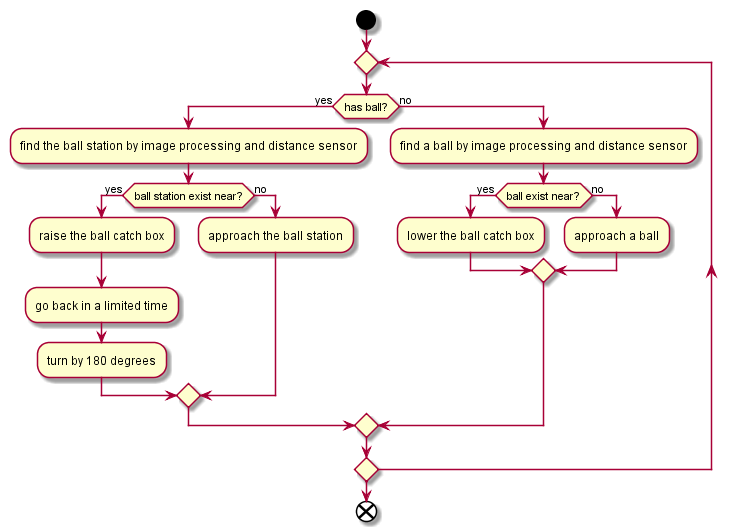 yes
has ball?
no
find the ball station by image processing and distance sensor
find a ball by image processing and distance sensor
yes
ball station exist near?
no
yes
ball exist near?
no
raise the ball catch box
approach the ball station
lower the ball catch box
approach a ball
go back in a limited time
turn by 180 degrees